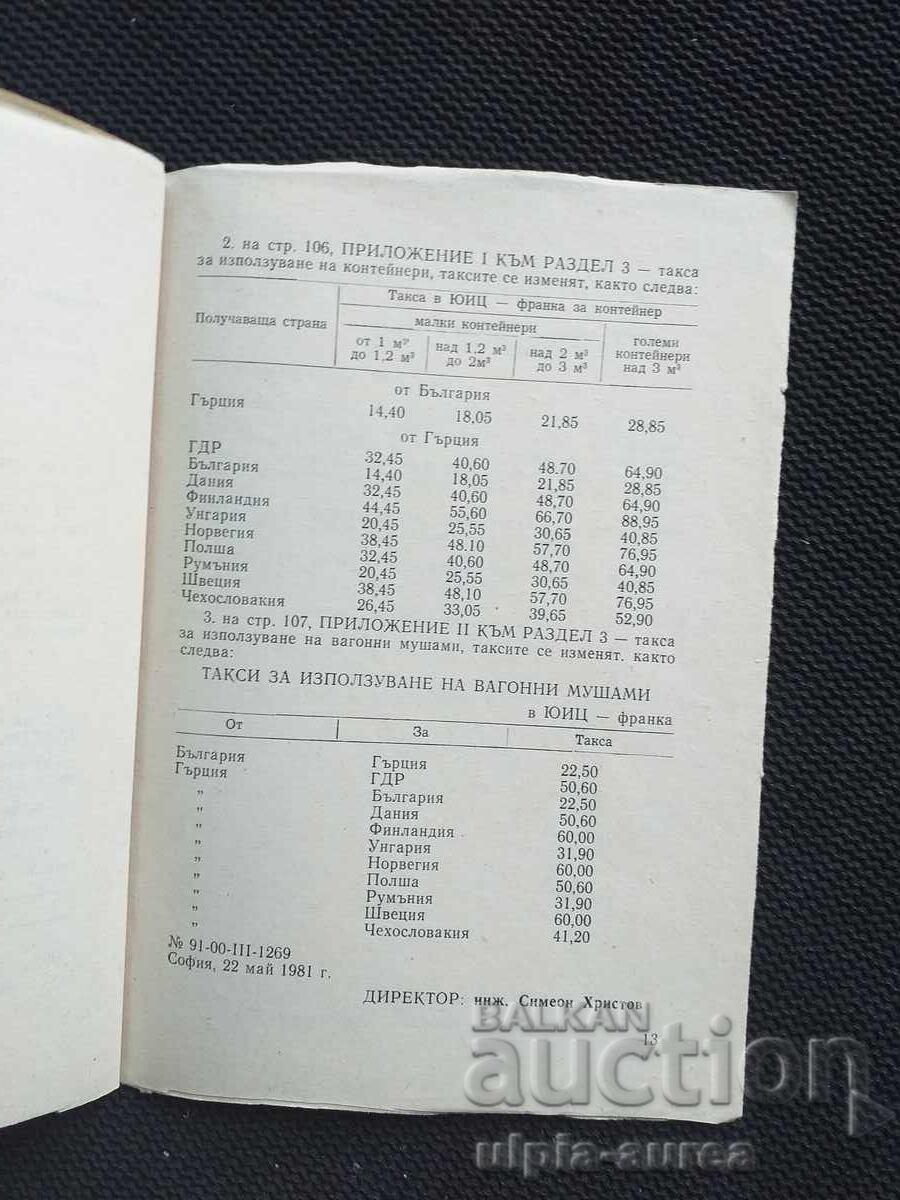 2. на стр. 106, ПРИЛОЖЕНИЕ I КЪМ РАЗДЕЛ 3 — такса
за използуване на контейнери, таксите се изменят, както следва:
Получаваща страна
Такса в ЮИЦ — франка за контейнер
малки контейнери
големи контейнери над 3 м³
от 1 м³ до 1,2 м³ над 1,2 м³ до 2м³ над 2 м³ до 3 м³
от България
Гърция 14,40 18,05 21,85 28,85
от Гърция
ГДР 32,45 40,60 48.70 64,90
България 14,40 18,05 21,85 28,85
Дания 32,45 40,60 48,70 64,90
Финландия 44,45 55,60 66,70 88,95
Унгария 20,45 25,55 30,65 40,85
Норвегия 38,45 48.10 57,70 76,95
Полша 32,45 40,60 48,70 64,90
Румъния 20,45 25,55 30,65 40,85
Швеция 38,45 48,10 57,70 76,95
Чехословакия 26,45 33,05 39,65 52,90
3. на стр. 107, ПРИЛОЖЕНИЕ II КЪМ РАЗДЕЛ 3 — такса
за използуване на вагонни мушами, таксите се изменят. както
следва:
ТАКСИ ЗА ИЗПОЛЗУВАНЕ НА ВАГОННИ МУШАМИ
в ЮИЦ — франка
От За Такса
България Гърция 22,50
Гърция ГДР 50,60
„ България 22,50
„ Дания 50,60
„ Финландия 60,00
„ Унгария 31,90
„ Норвегия 60,00
„ Полша 50,60
„ Румъния 31,90
„ Швеция 60,00
„ Чехословакия 41,20
№ 91-00-III-1269
София, 22 май 1981 г.
ДИРЕКТОР: инж. Симеон Христов
13
BALKAN
auction
ulpia-aurea